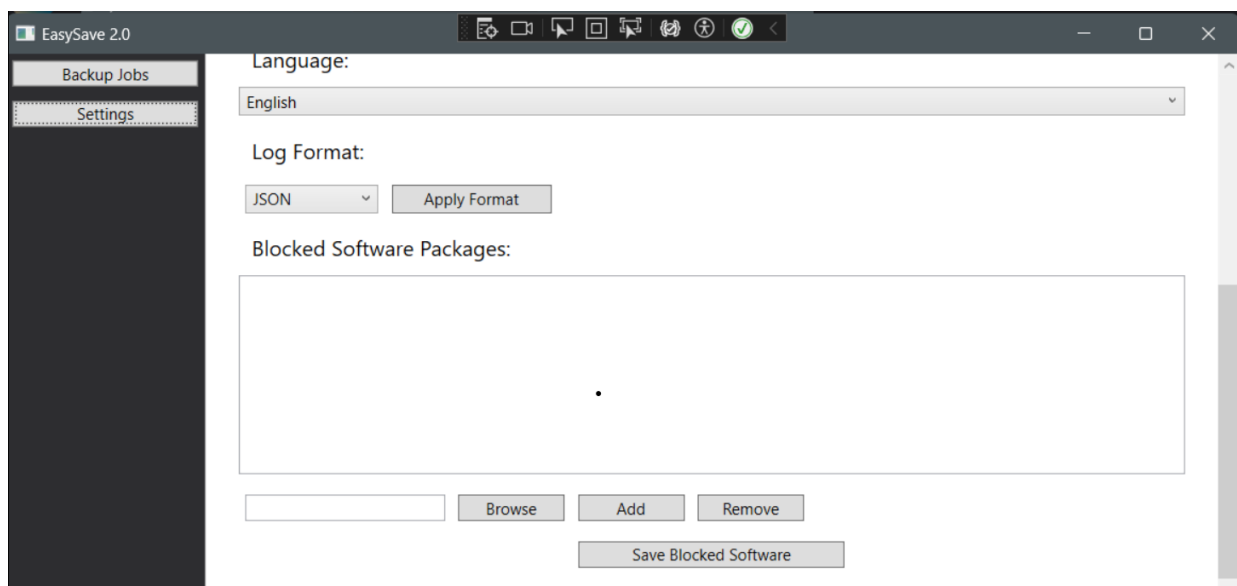 EasySave 2.0
Backup Jobs
Settings
Language:
English
Log Format:
JSON
Apply Format
Blocked Software Packages:
Browse
Add
Remove
Save Blocked Software